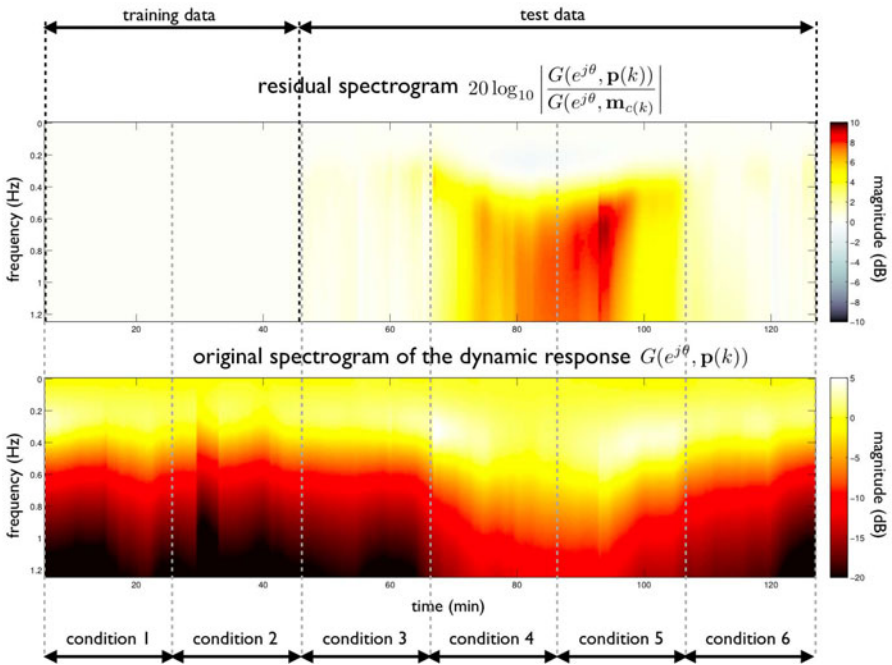 training data test data
residual spectrogram 20 log₁₀ |G(e^{jθ}, p(k)) / G(e^{jθ}, m_{c(k)}|
0
0.2
0.4
0.6
0.8
1
1.2
frequency (Hz)
20 40 60 80 100 120
10
8
6
4
2
0
−2
−4
−6
−8
−10
magnitude (dB)
original spectrogram of the dynamic response G(e^{jθ}, p(k))
0
0.2
0.4
0.6
0.8
1
1.2
frequency (Hz)
20 40 60 80 100 120
time (min)
5
0
−5
−10
−15
−20
magnitude (dB)
condition 1 condition 2 condition 3 condition 4 condition 5 condition 6